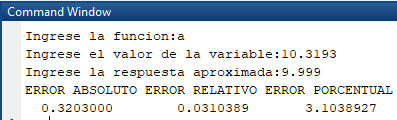 Command Window
Ingrese la funcion:a
Ingrese el valor de la variable:10.3193
Ingrese la respuesta aproximada:9.999
ERROR ABSOLUTO ERROR RELATIVO ERROR PORCENTUAL
0.3203000 0.0310389 3.1038927